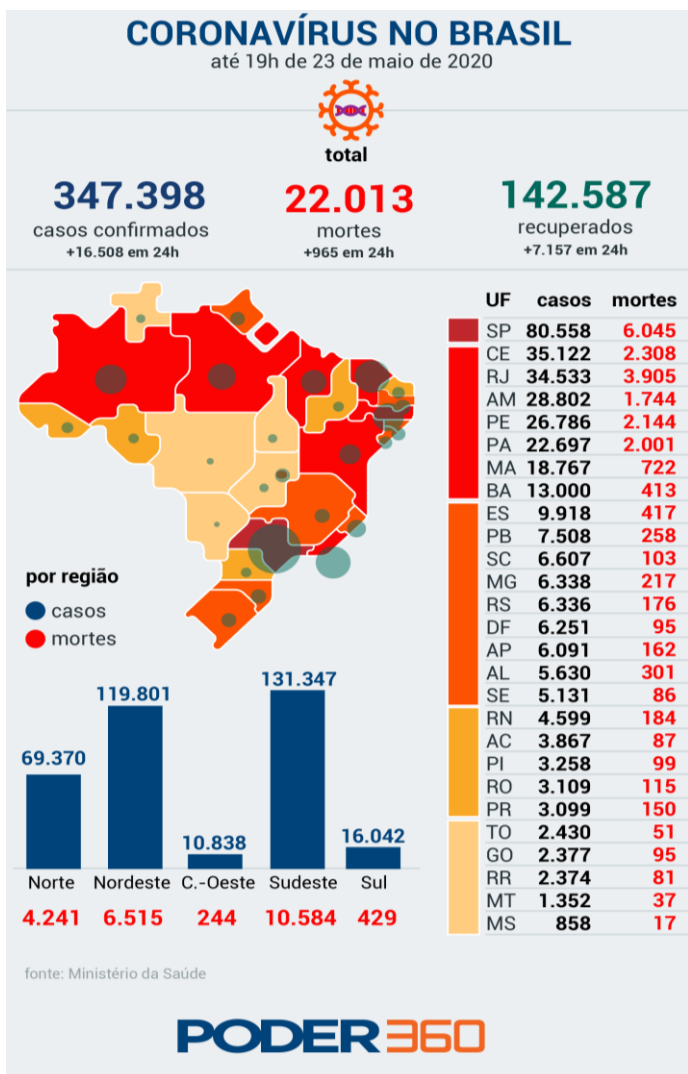 CORONAVÍRUS NO BRASIL
até 19h de 23 de maio de 2020
total
347.398
casos confirmados
+16.508 em 24h
22.013
mortes
+965 em 24h
142.587
recuperados
+7.157 em 24h
UF casos mortes
SP 80.558 6.045
CE 35.122 2.308
RJ 34.533 3.905
AM 28.802 1.744
PE 26.786 2.144
PA 22.697 2.001
MA 18.767 722
BA 13.000 413
ES 9.918 417
PB 7.508 258
SC 6.607 103
MG 6.338 217
RS 6.336 176
DF 6.251 95
AP 6.091 162
AL 5.630 301
SE 5.131 86
RN 4.599 184
AC 3.867 87
PI 3.258 99
RO 3.109 115
PR 3.099 150
TO 2.430 51
GO 2.377 95
RR 2.374 81
MT 1.352 37
MS 858 17
por região
casos
mortes
69.370 119.801 10.838 131.347 16.042
Norte Nordeste C.-Oeste Sudeste Sul
4.241 6.515 244 10.584 429
fonte: Ministério da Saúde
PODER360